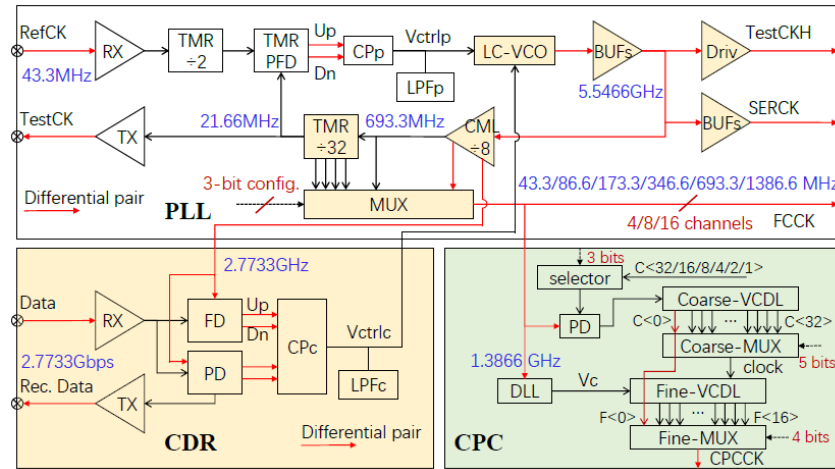 RefCK
RX
43.3MHz
TMR
÷2
TMR
PFD
Up
Dn
CPp
Vctrlp
LPFp
LC-VCO
BUFs
5.5466GHz
Driv
TestCKH
BUFs
SERCK
TestCK
TX
21.66MHz
TMR
÷32
693.3MHz
CML
÷8
3-bit config.
MUX
43.3/86.6/173.3/346.6/693.3/1386.6 MHz
4/8/16 channels
FCCK
Differential pair
PLL
2.7733GHz
Data
RX
FD
Up
Dn
CPc
Vctrlc
LPFc
2.7733Gbps
PD
Rec. Data
TX
CDR
Differential pair
3 bits
selector
C<32/16/8/4/2/1>
PD
Coarse-VCDL
C<0>
...
C<32>
Coarse-MUX
5 bits
clock
1.3866 GHz
DLL
Vc
Fine-VCDL
F<0>
...
F<16>
Fine-MUX
4 bits
CPCCK
CPC